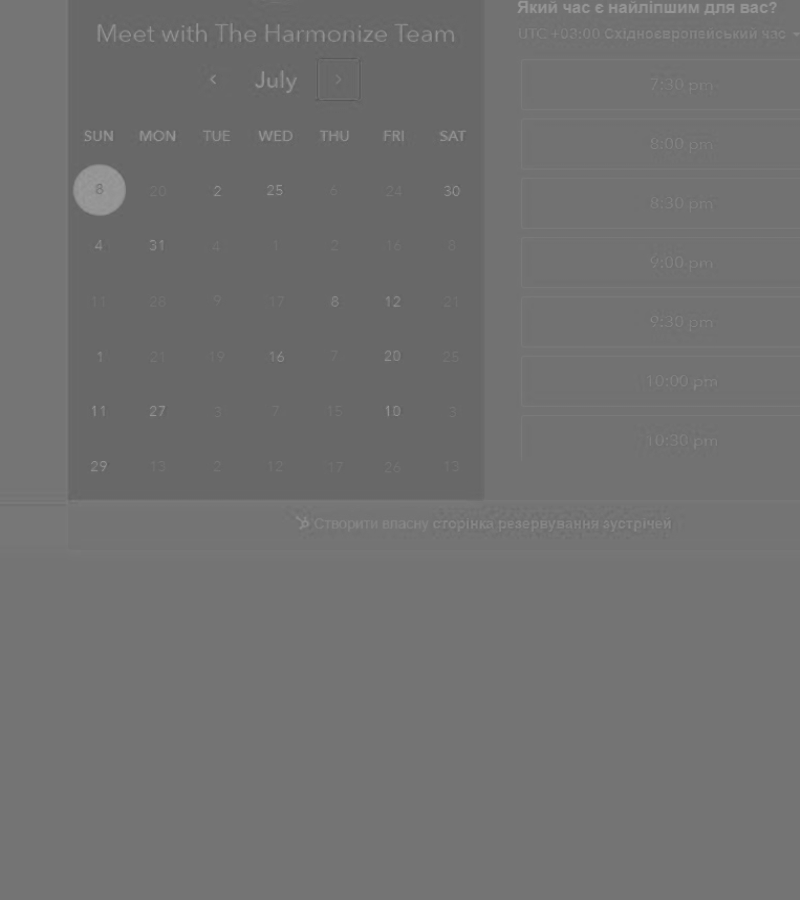 Meet with The Harmonize Team
July
SUN MON TUE WED THU FRI SAT
8 20 2 25 6 24 30
4 31 4 1 2 16 8
11 28 9 17 8 12 21
1 21 19 16 7 20 25
11 27 3 7 15 10 3
29 13 2 12 17 26 13
Який час є найліпшим для вас?
UTC +02:00 Східноєвропейський час
7:30 pm
8:00 pm
8:30 pm
9:00 pm
9:30 pm
10:00 pm
10:30 pm
Створити власну сторінка резервування зустрічей